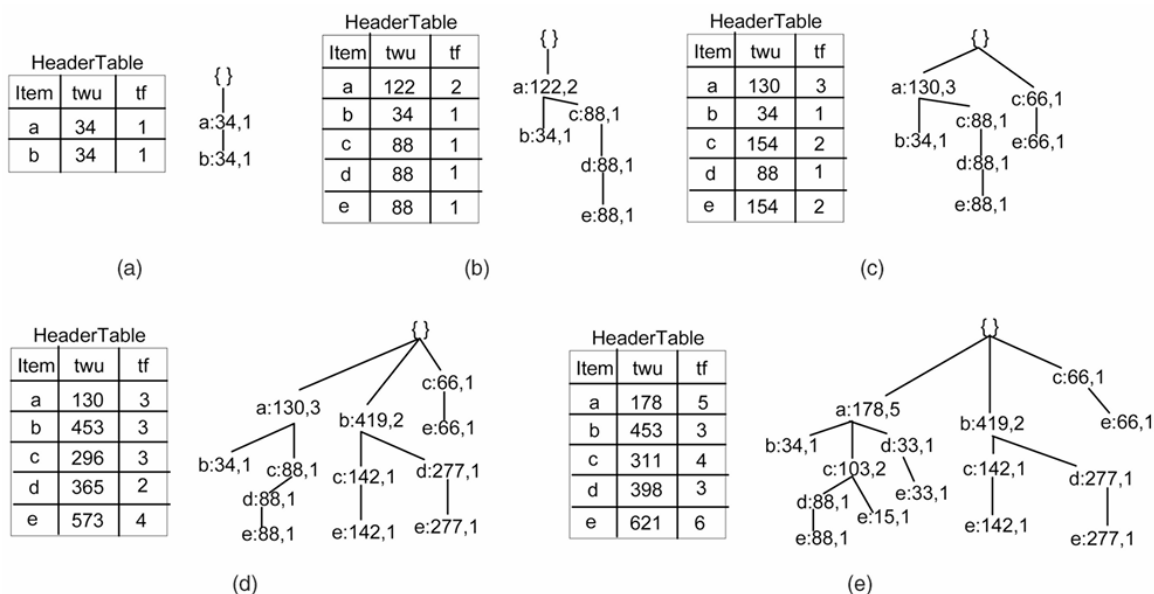 HeaderTable
Item twu tf
a 34 1
b 34 1
{ }
a:34,1
b:34,1
(a)
HeaderTable
Item twu tf
a 122 2
b 34 1
c 88 1
d 88 1
e 88 1
{ }
a:122,2
c:88,1
b:34,1
d:88,1
e:88,1
(b)
HeaderTable
Item twu tf
a 130 3
b 34 1
c 154 2
d 88 1
e 154 2
{ }
a:130,3 c:66,1
c:88,1
b:34,1 e:66,1
d:88,1
e:88,1
(c)
HeaderTable
Item twu tf
a 130 3
b 453 3
c 296 3
d 365 2
e 573 4
{ }
c:66,1
a:130,3 b:419,2 e:66,1
b:34,1 c:88,1 c:142,1 d:277,1
d:88,1
e:88,1 e:142,1 e:277,1
(d)
HeaderTable
Item twu tf
a 178 5
b 453 3
c 311 4
d 398 3
e 621 6
{ }
c:66,1
a:178,5 b:419,2 e:66,1
b:34,1 d:33,1
c:103,2 c:142,1 d:277,1
d:88,1 e:33,1
e:15,1
e:88,1 e:142,1 e:277,1
(e)